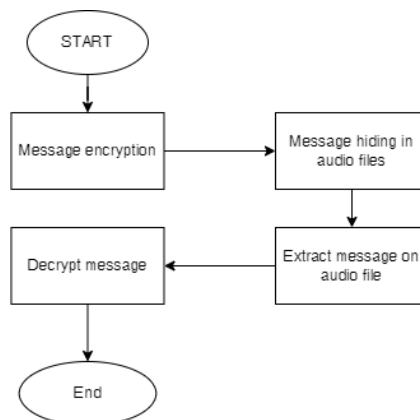 START
Message encryption
Message hiding in
audio files
Extract message on
audio file
Decrypt message
End